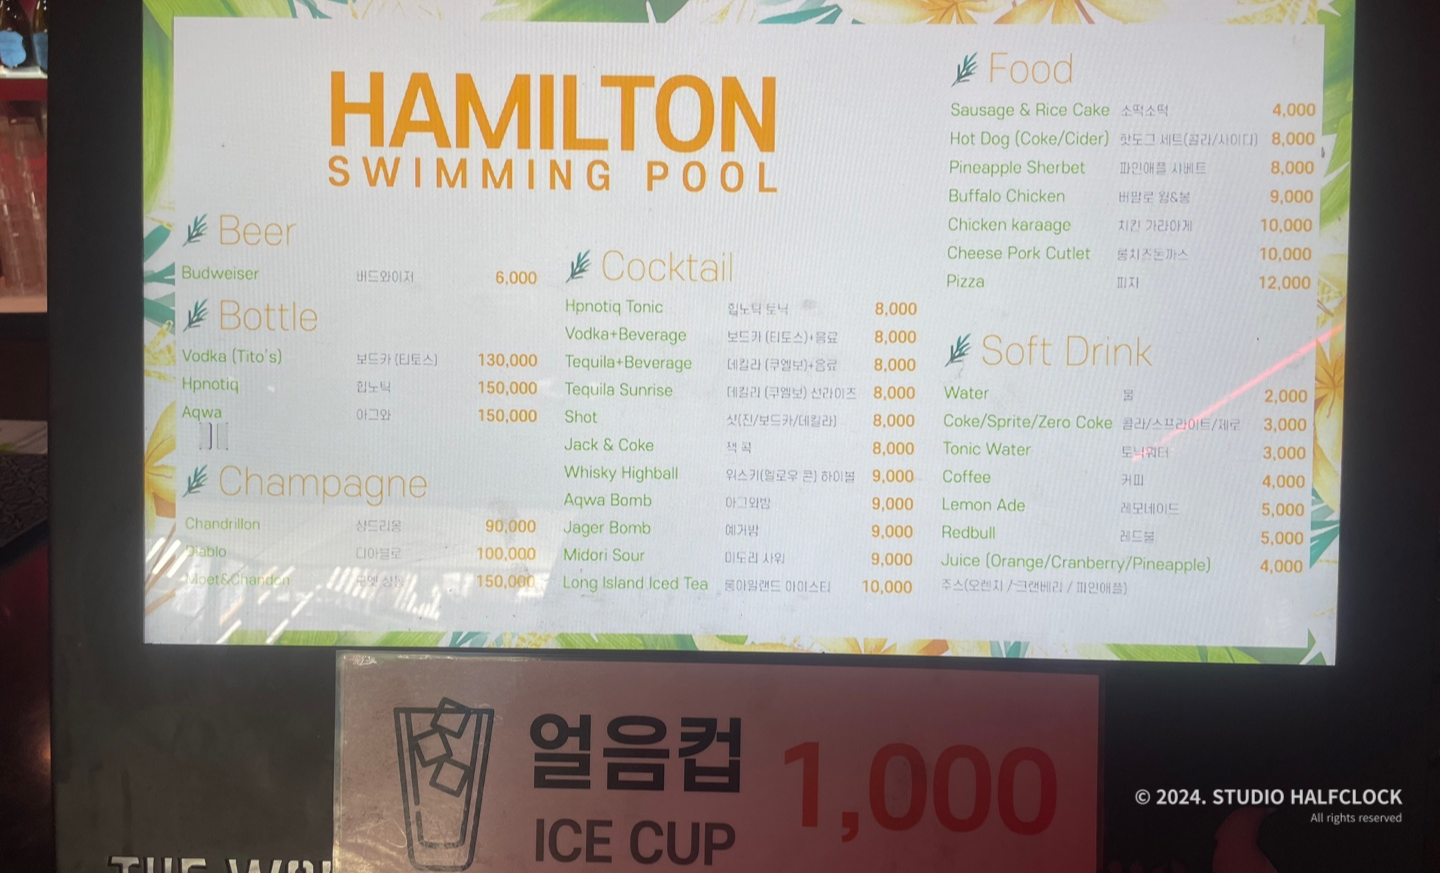 HAMILTON
SWIMMING POOL
Beer
Budweiser 버드와이저 6,000
Bottle
Vodka (Tito's) 보드카 (티토스) 130,000
Hpnotiq 힙노틱 150,000
Aqwa 아그와 150,000
Champagne
Chandrillon 샹드리옹 90,000
Diablo 디아블로 100,000
Moet&Chandon 샹동 150,000
Cocktail
Hpnotiq Tonic 힙노틱 토닉 8,000
Vodka+Beverage 보드카 (티토스)+음료 8,000
Tequila+Beverage 데킬라 (쿠엘보)+음료 8,000
Tequila Sunrise 데킬라 (쿠엘보) 선라이즈 8,000
Shot 샷(진/보드카/데킬라) 8,000
Jack & Coke 잭 콕 8,000
Whisky Highball 위스키(멜로우 콘) 하이볼 9,000
Aqwa Bomb 아그와밤 9,000
Jager Bomb 예거밤 9,000
Midori Sour 미도리 사워 9,000
Long Island Iced Tea 롱아일랜드 아이스티 10,000
Food
Sausage & Rice Cake 소떡소떡 4,000
Hot Dog (Coke/Cider) 핫도그 세트(콜라/사이다) 8,000
Pineapple Sherbet 파인애플 샤베트 8,000
Buffalo Chicken 버팔로 윙&봉 9,000
Chicken karaage 치킨 가라아게 10,000
Cheese Pork Cutlet 롱치즈돈까스 10,000
Pizza 피자 12,000
Soft Drink
Water 물 2,000
Coke/Sprite/Zero Coke 콜라/스프라이트/제로 3,000
Tonic Water 토닉워터 3,000
Coffee 커피 4,000
Lemon Ade 레모네이드 5,000
Redbull 레드불 5,000
Juice (Orange/Cranberry/Pineapple) 4,000
주스(오렌지 / 크랜베리 / 파인애플)
얼음컵 1,000
ICE CUP
© 2024. STUDIO HALFCLOCK
All rights reserved
THE